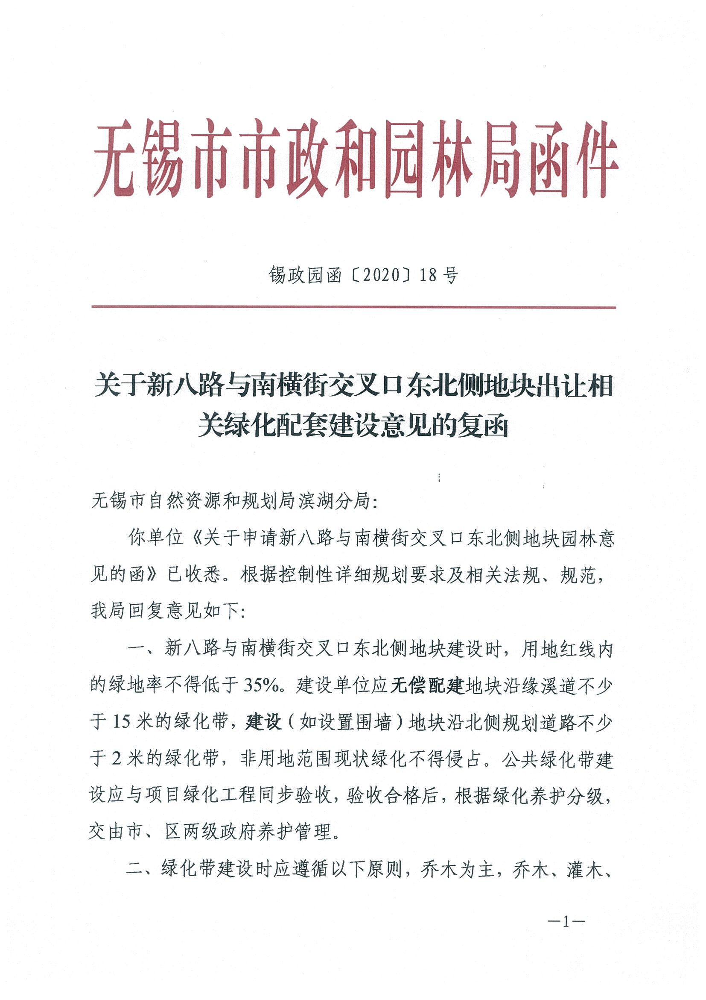 无锡市市政和园林局函件
锡政园函〔2020〕18 号
关于新八路与南横街交叉口东北侧地块出让相
关绿化配套建设意见的复函
无锡市自然资源和规划局滨湖分局：
你单位《关于申请新八路与南横街交叉口东北侧地块园林意
见的函》已收悉。根据控制性详细规划要求及相关法规、规范，
我局回复意见如下：
一、新八路与南横街交叉口东北侧地块建设时，用地红线内
的绿地率不得低于 35%。建设单位应无偿配建地块沿缘溪道不少
于 15 米的绿化带，建设（如设置围墙）地块沿北侧规划道路不少
于 2 米的绿化带，非用地范围现状绿化不得侵占。公共绿化带建
设应与项目绿化工程同步验收，验收合格后，根据绿化养护分级，
交由市、区两级政府养护管理。
二、绿化带建设时应遵循以下原则，乔木为主，乔木、灌木、
—1—